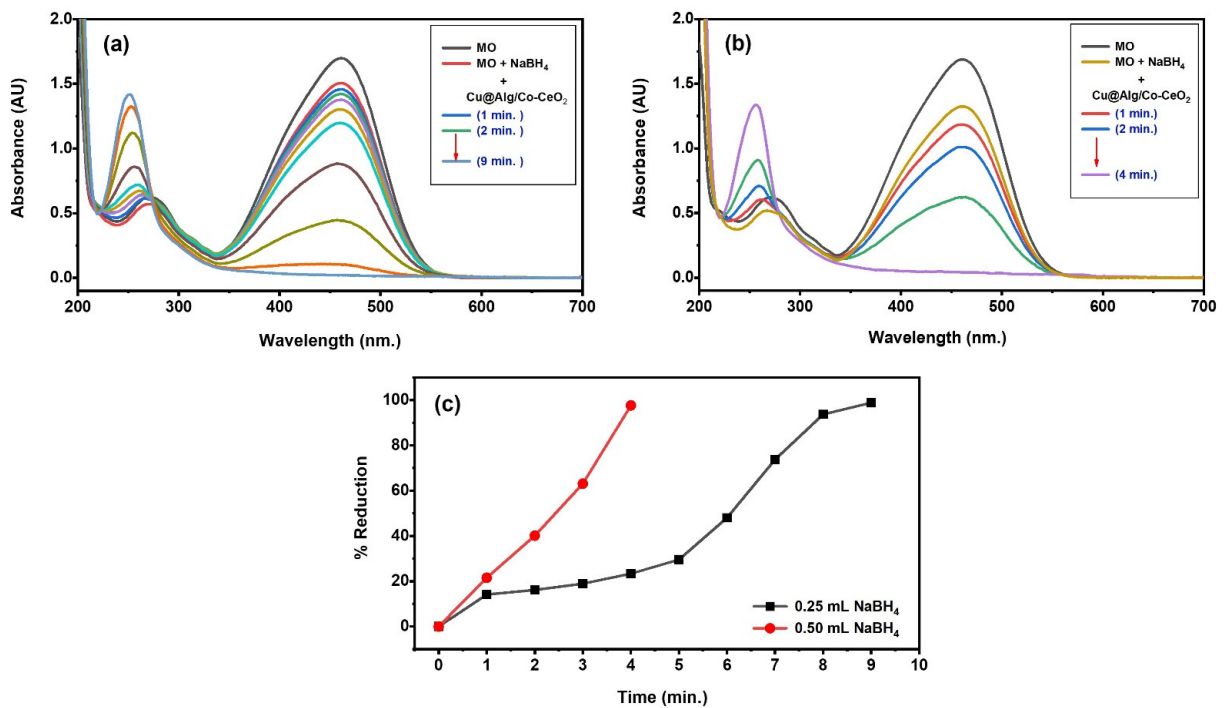 (a)
2.0
1.5
1.0
0.5
0.0
Absorbance (AU)
200 300 400 500 600 700
Wavelength (nm.)
MO
MO + NaBH₄
+
Cu@Alg/Co-CeO₂
(1 min. )
(2 min. )
(9 min. )
(b)
2.0
1.5
1.0
0.5
0.0
Absorbance (AU)
200 300 400 500 600 700
Wavelength (nm.)
MO
MO + NaBH₄
+
Cu@Alg/Co-CeO₂
(1 min.)
(2 min.)
(4 min.)
(c)
100
80
60
40
20
0
% Reduction
0 1 2 3 4 5 6 7 8 9 10
Time (min.)
0.25 mL NaBH₄
0.50 mL NaBH₄